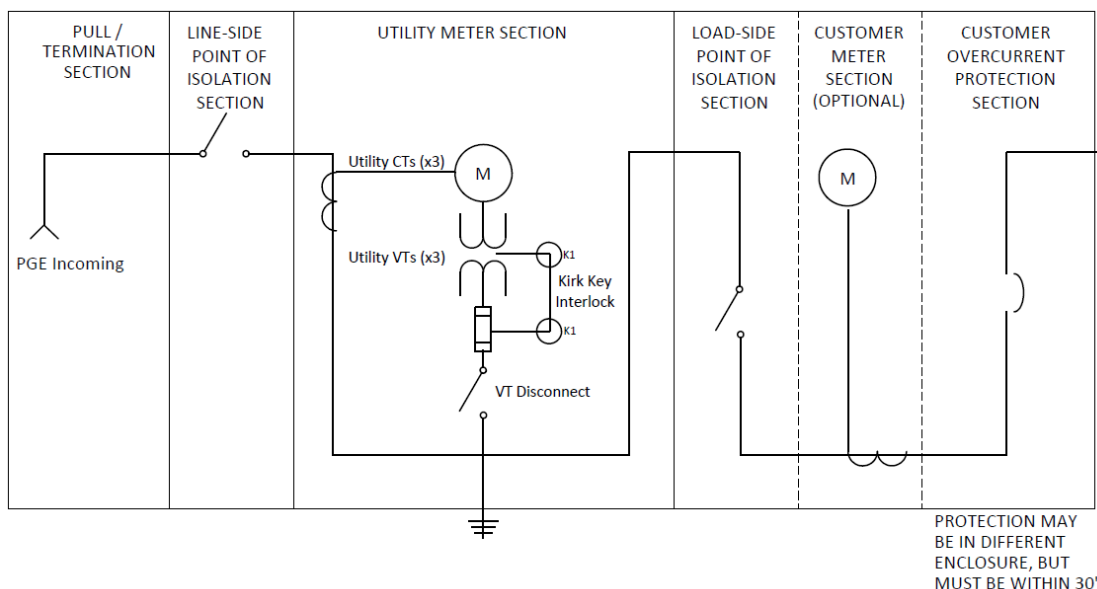 PULL /
TERMINATION
SECTION
LINE-SIDE
POINT OF
ISOLATION
SECTION
UTILITY METER SECTION
LOAD-SIDE
POINT OF
ISOLATION
SECTION
CUSTOMER
METER
SECTION
(OPTIONAL)
CUSTOMER
OVERCURRENT
PROTECTION
SECTION
PGE Incoming
Utility CTs (x3)
M
Utility VTs (x3)
K1
Kirk Key
Interlock
K1
VT Disconnect
M
PROTECTION MAY
BE IN DIFFERENT
ENCLOSURE, BUT
MUST BE WITHIN 30'